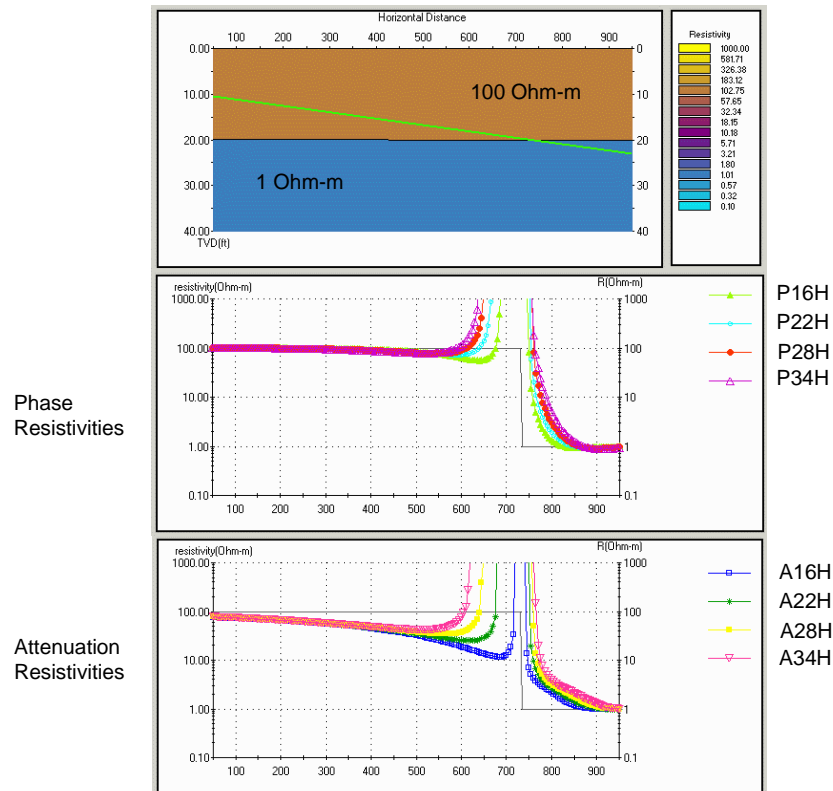 Horizontal Distance
100 200 300 400 500 600 700 800 900
0.00
10.00
20.00
30.00
40.00
TVD(ft)
0
10
20
30
40
100 Ohm-m
1 Ohm-m
Resistivity
1000.00
581.71
326.38
183.12
102.75
57.65
32.34
18.15
10.18
5.71
3.21
1.80
1.01
0.57
0.32
0.10
Phase
Resistivities
resistivity(Ohm-m)
R(Ohm-m)
1000.00
100.00
10.00
1.00
0.10
1000
100
10
1
0.1
100 200 300 400 500 600 700 800 900
P16H
P22H
P28H
P34H
Attenuation
Resistivities
resistivity(Ohm-m)
R(Ohm-m)
1000.00
100.00
10.00
1.00
0.10
1000
100
10
1
0.1
100 200 300 400 500 600 700 800 900
A16H
A22H
A28H
A34H